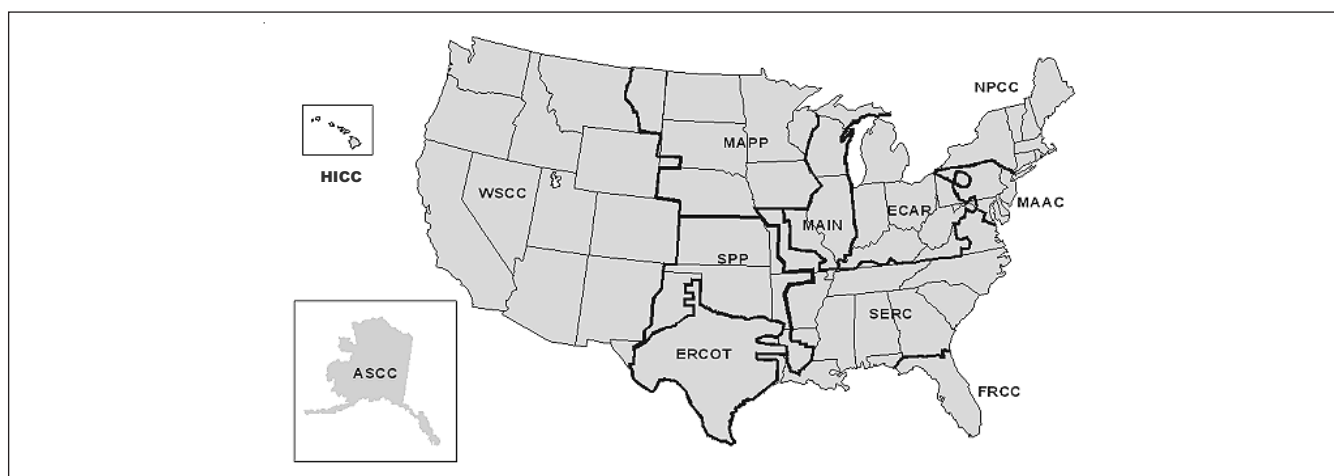 NPCC
MAPP
HICC
WSCC
MAAC
ECAR
MAIN
SPP
SERC
ERCOT
ASCC
FRCC